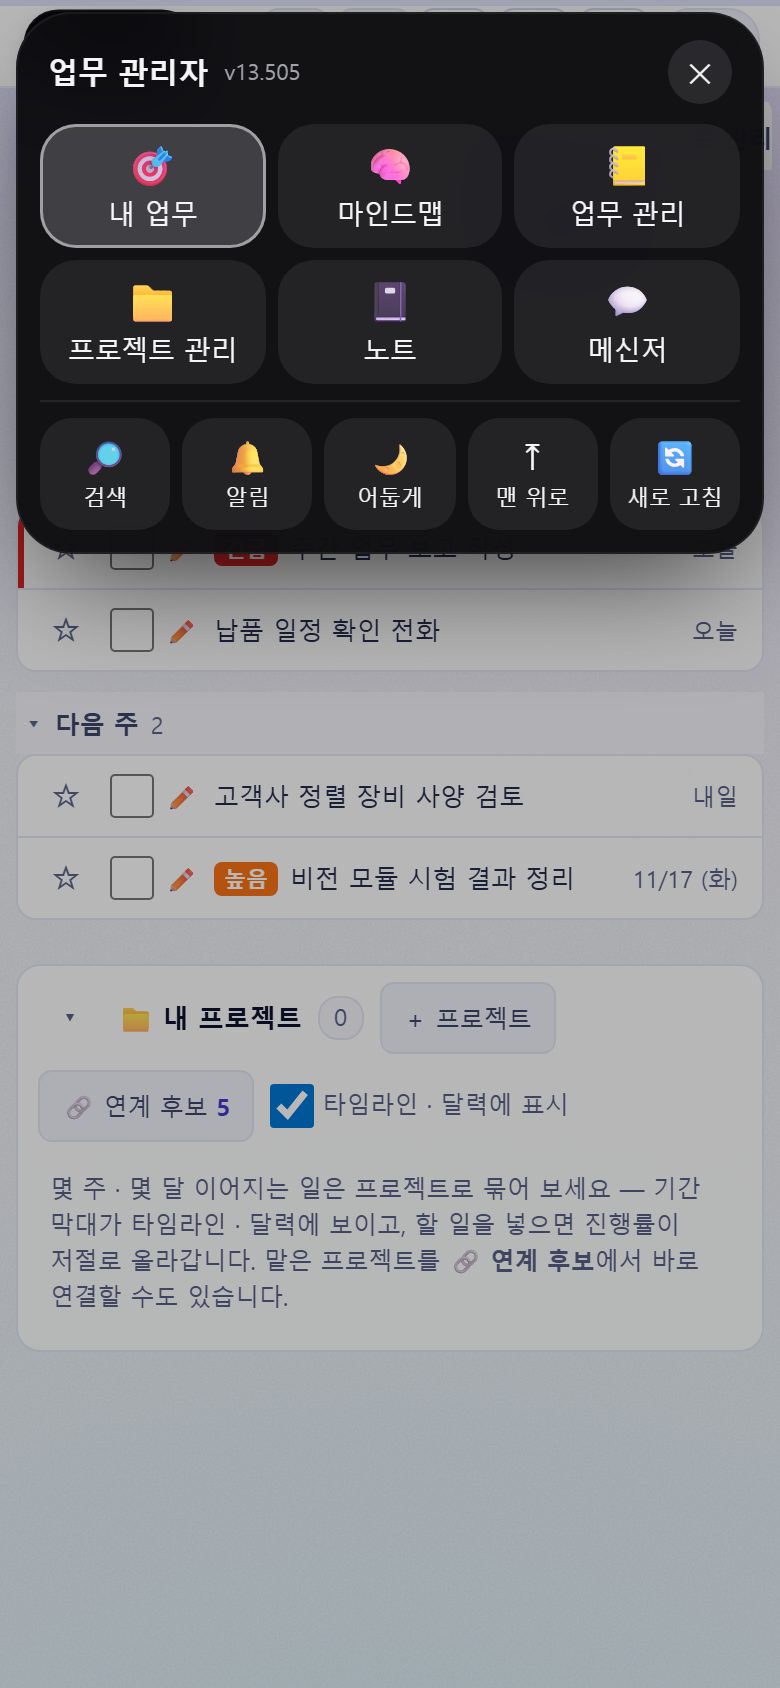 업무 관리자 v13.505
내 업무 마인드맵 업무 관리
프로젝트 관리 노트 메신저
검색 알림 어둡게 맨 위로 새로 고침
납품 일정 확인 전화 오늘
다음 주 2
고객사 정렬 장비 사양 검토 내일
높음 비전 모듈 시험 결과 정리 11/17 (화)
내 프로젝트 0 + 프로젝트
연계 후보 5 타임라인 · 달력에 표시
몇 주 · 몇 달 이어지는 일은 프로젝트로 묶어 보세요 — 기간
막대가 타임라인 · 달력에 보이고, 할 일을 넣으면 진행률이
저절로 올라갑니다. 맡은 프로젝트를 연계 후보에서 바로
연결할 수도 있습니다.